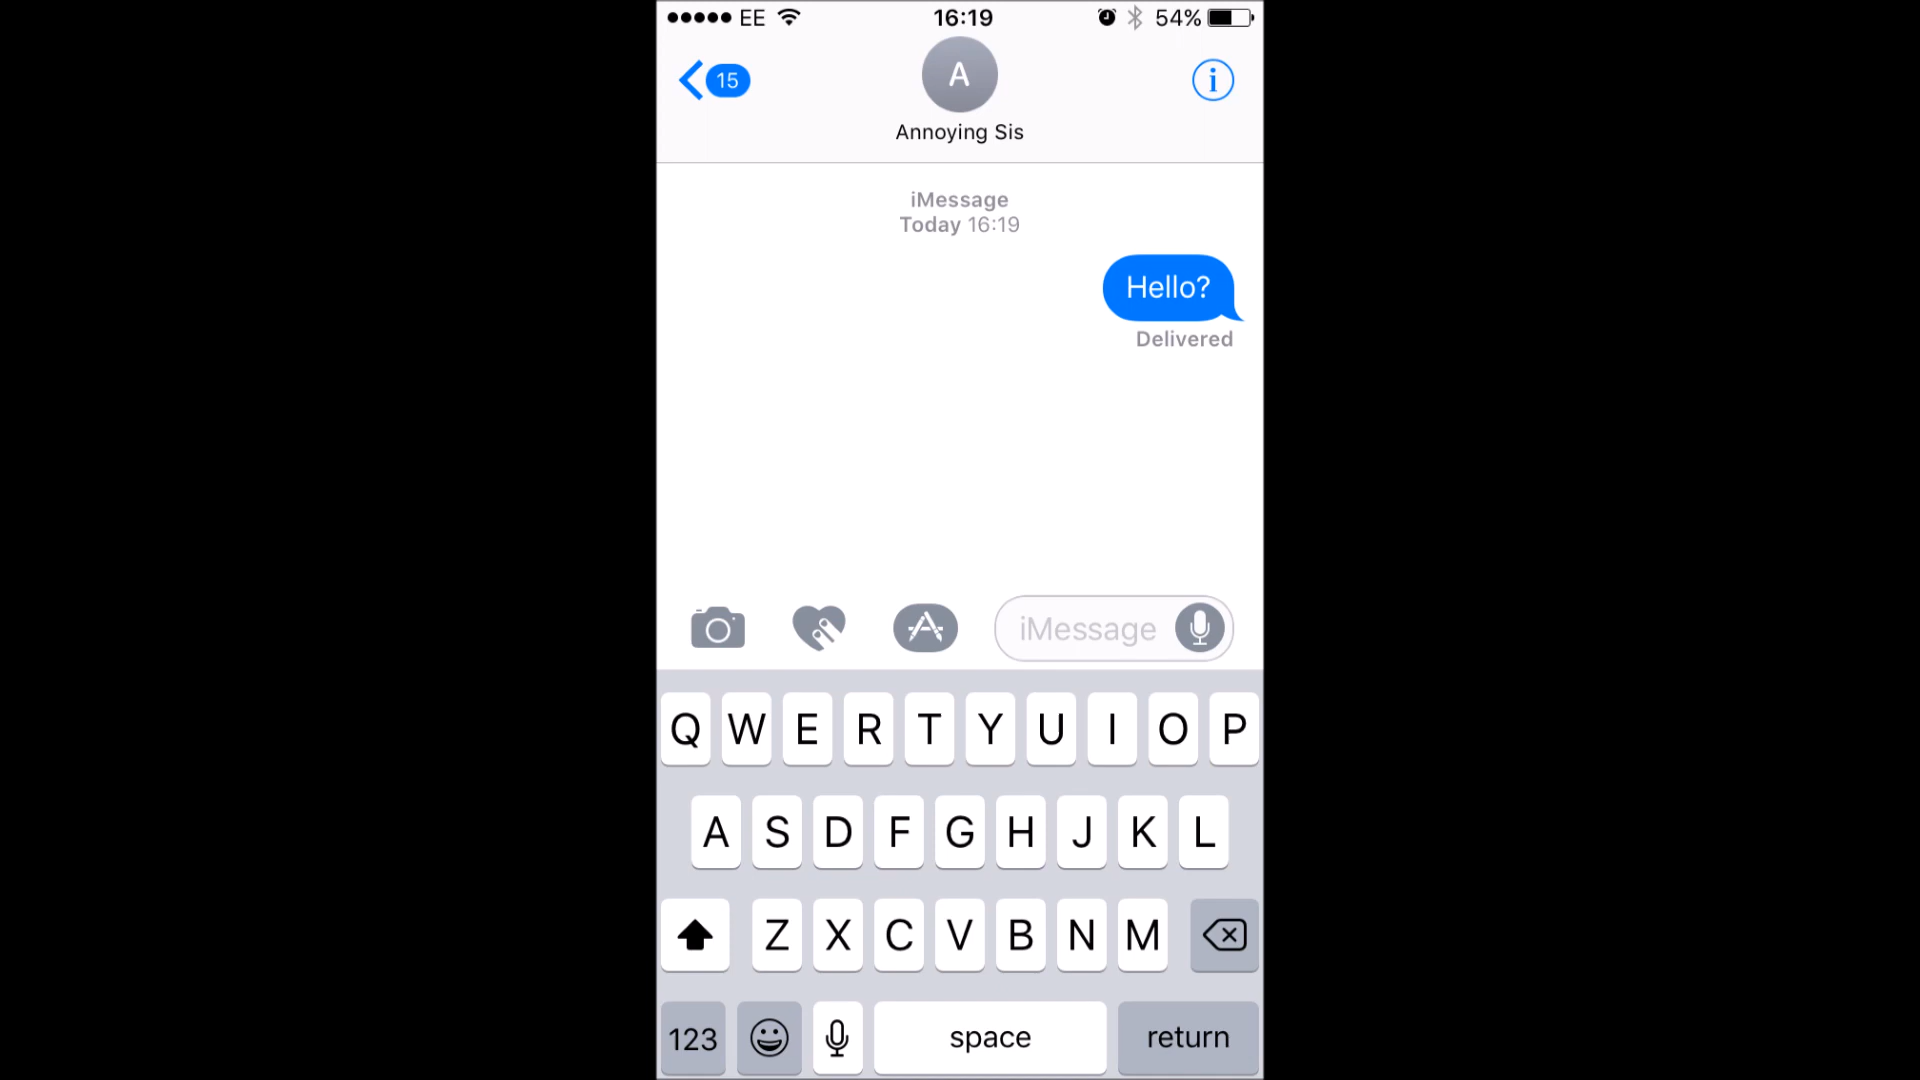 EE 16:19 54%
15
A
Annoying Sis
iMessage
Today 16:19
Hello?
Delivered
iMessage
Q W E R T Y U I O P
A S D F G H J K L
Z X C V B N M
123 space return